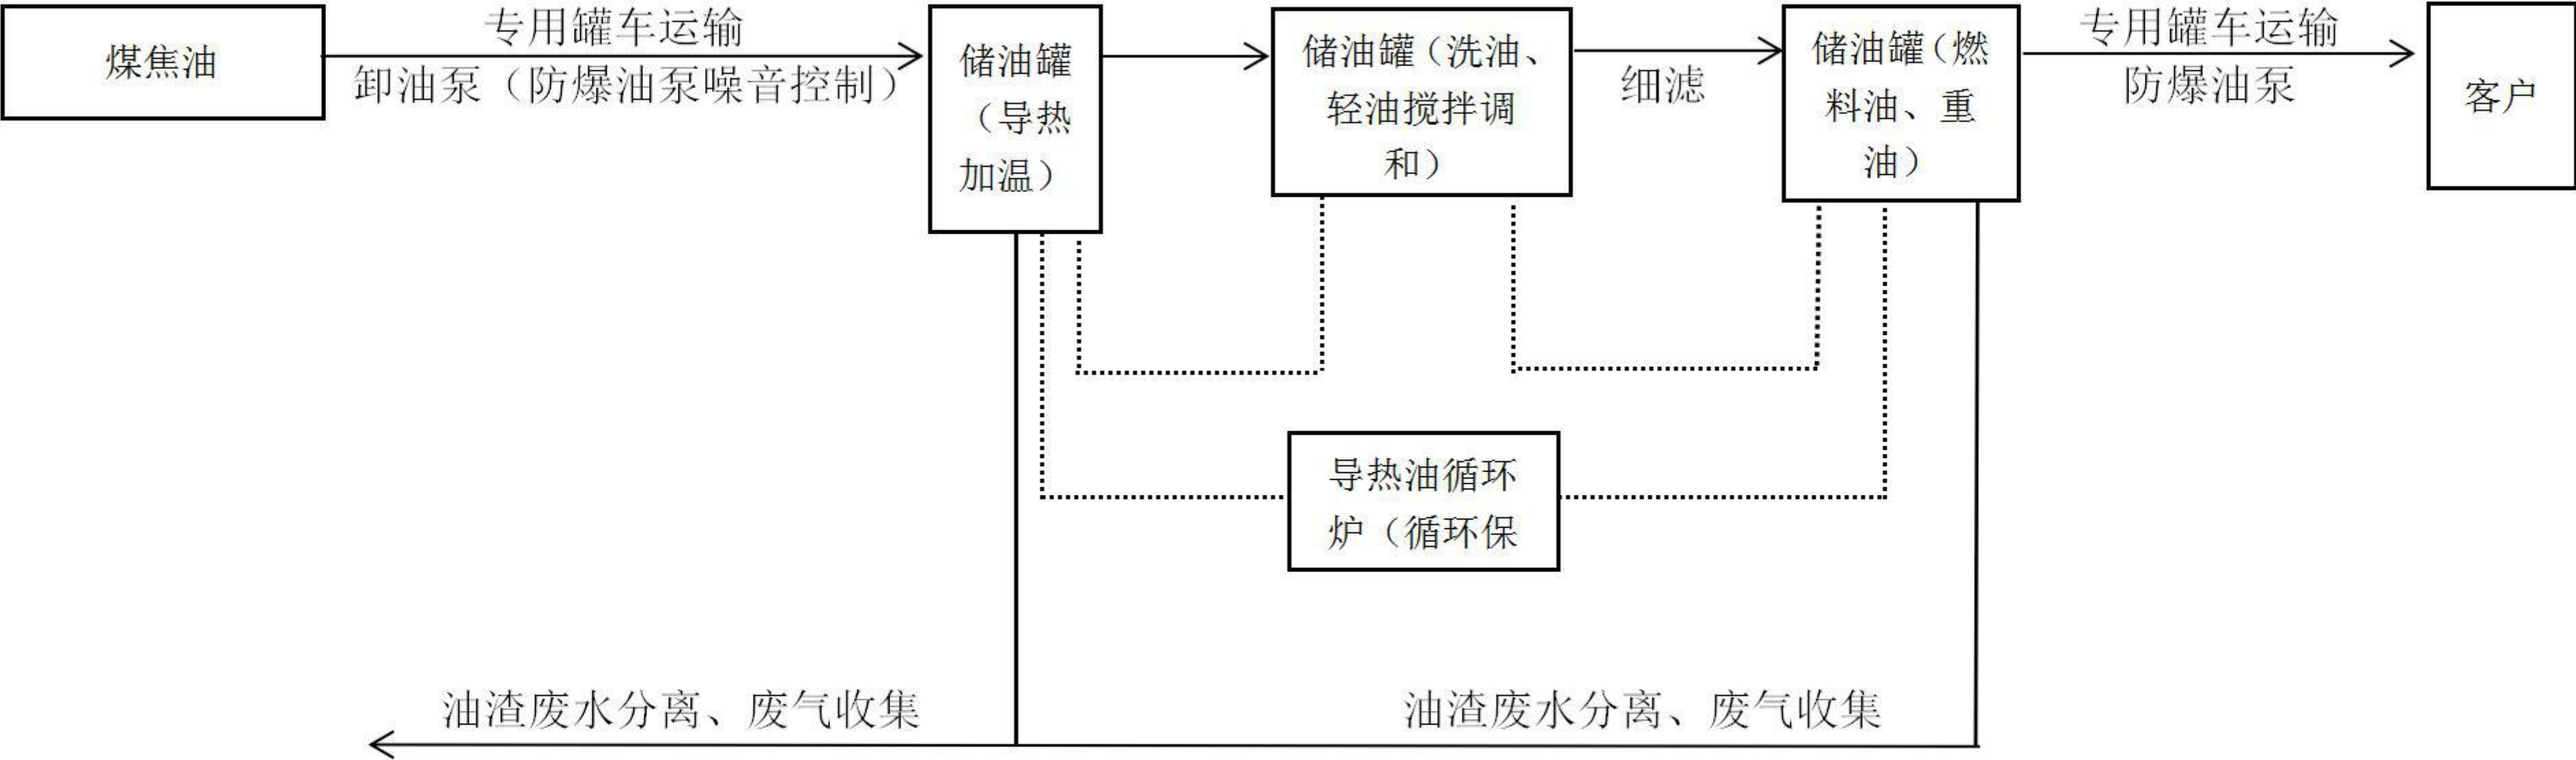 煤焦油
专用罐车运输
卸油泵（防爆油泵噪音控制）
储油罐
（导热
加温）
储油罐（洗油、
轻油搅拌调
和）
细滤
储油罐（燃
料油、重
油）
专用罐车运输
防爆油泵
客户
导热油循环
炉（循环保
油渣废水分离、废气收集
油渣废水分离、废气收集